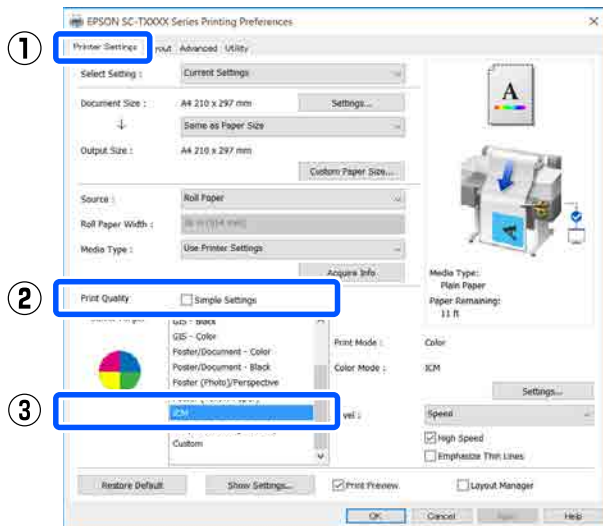 EPSON SC-TXXXX Series Printing Preferences
①
Printer Settings yout Advanced Utility
Select Setting : Current Settings
Document Size : A4 210 x 297 mm Settings...
Same as Paper Size
Output Size : A4 210 x 297 mm
Custom Paper Size...
Source : Roll Paper
Roll Paper Width :
Media Type : Use Printer Settings
Acquire Info
A
Media Type:
Plain Paper
Paper Remaining:
11 ft
②
Print Quality Simple Settings
GIS - Black
GIS - Color
Poster/Document - Color
Poster/Document - Black
Poster (Photo)/Perspective
③
ICM
Custom
Print Mode : Color
Color Mode : ICM
Settings...
vel : Speed
High Speed
Emphasize Thin Lines
Restore Default Show Settings... Print Preview Layout Manager
OK Cancel Help